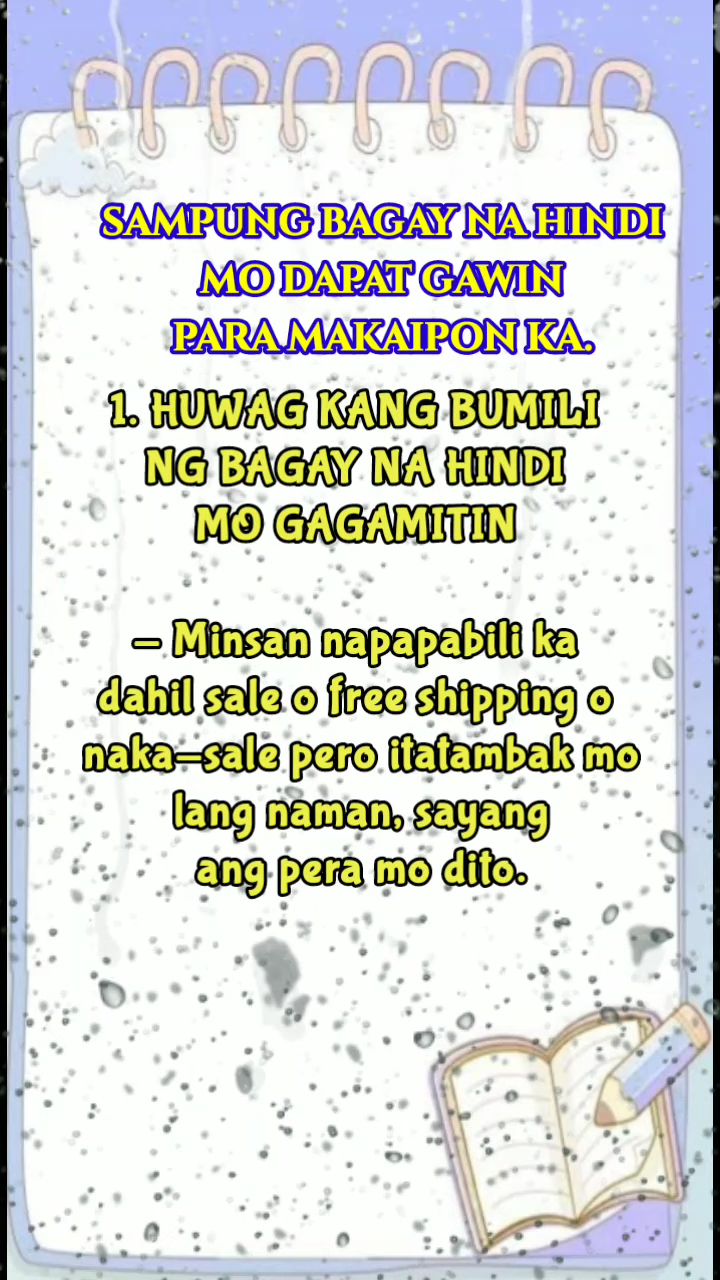 SAMPUNG BAGAY NA HINDI
MO DAPAT GAWIN
PARA MAKAIPON KA.
1. HUWAG KANG BUMILI
NG BAGAY NA HINDI
MO GAGAMITIN
- Minsan napapabili ka
dahil sale o free shipping o
naka-sale pero itatambak mo
lang naman, sayang
ang pera mo dito.